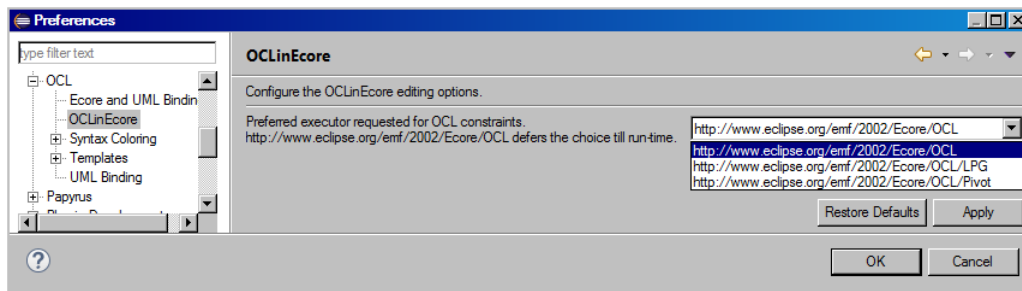 Preferences
type filter text
OCL
Ecore and UML Bindin
OCLinEcore
Syntax Coloring
Templates
UML Binding
Papyrus
OCLinEcore
Configure the OCLinEcore editing options.
Preferred executor requested for OCL constraints.
http://www.eclipse.org/emf/2002/Ecore/OCL defers the choice till run-time.
http://www.eclipse.org/emf/2002/Ecore/OCL
http://www.eclipse.org/emf/2002/Ecore/OCL
http://www.eclipse.org/emf/2002/Ecore/OCL/LPG
http://www.eclipse.org/emf/2002/Ecore/OCL/Pivot
Restore Defaults
Apply
?
OK
Cancel